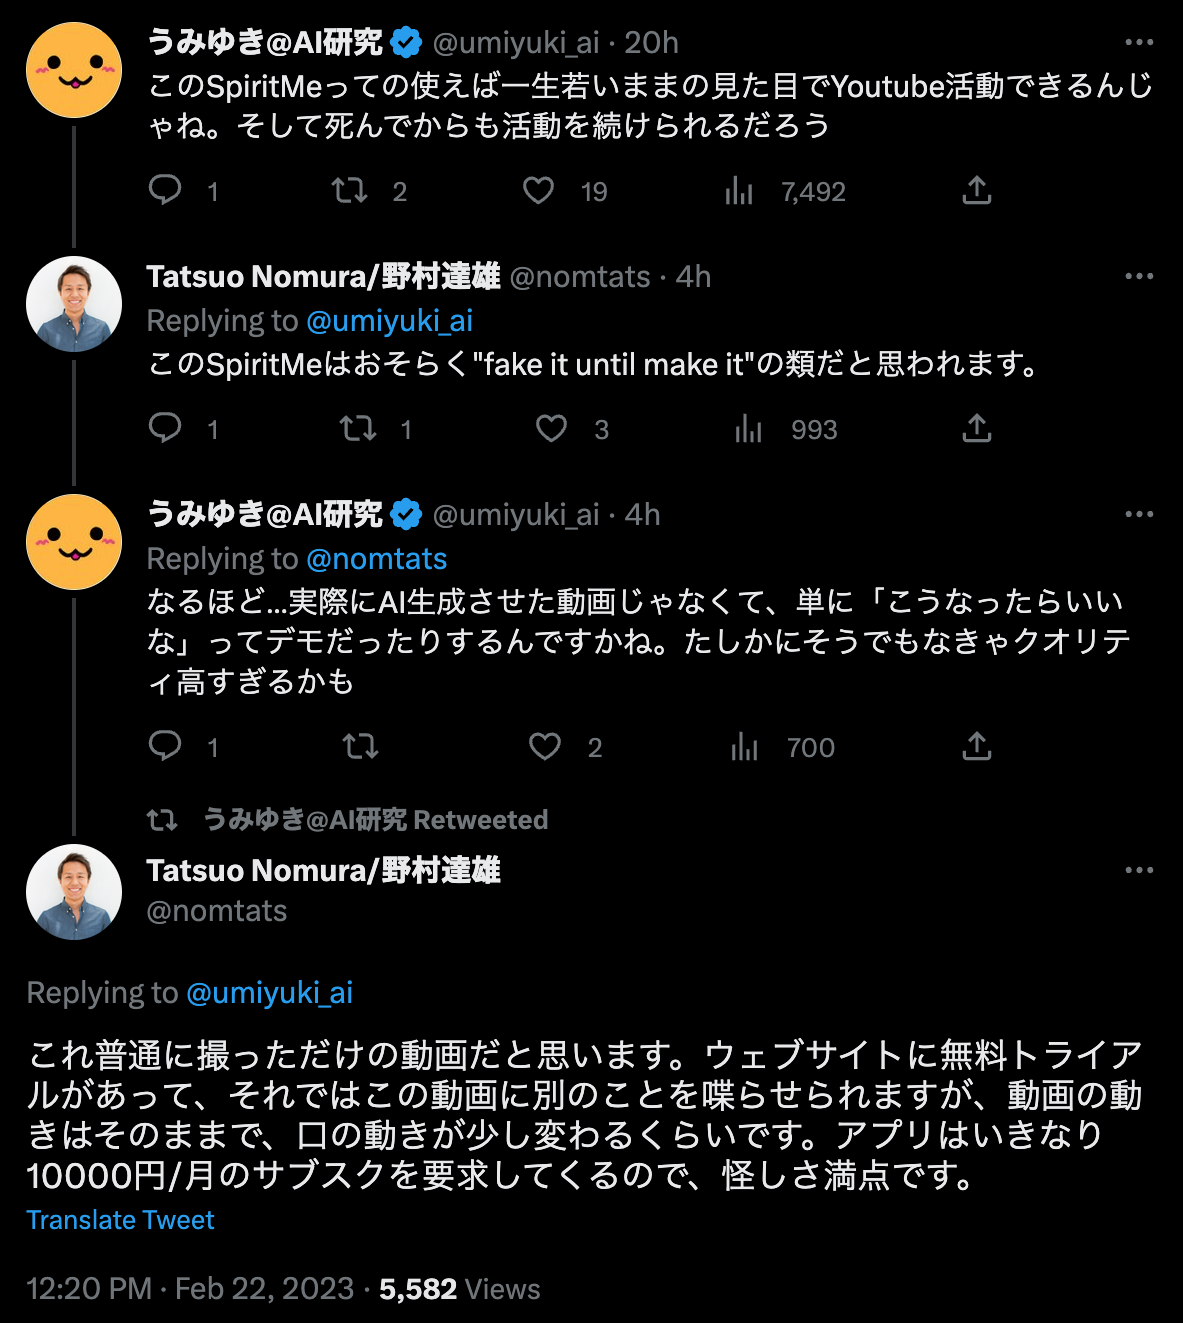 うみゆき@AI研究 @umiyuki_ai · 20h
このSpiritMeっての使えば一生若いままの見た目でYoutube活動できるんじ
ゃね。そして死んでからも活動を続けられるだろう
1 2 19 7,492
Tatsuo Nomura/野村達雄 @nomtats · 4h
Replying to @umiyuki_ai
このSpiritMeはおそらく"fake it until make it"の類だと思われます。
1 1 3 993
うみゆき@AI研究 @umiyuki_ai · 4h
Replying to @nomtats
なるほど...実際にAI生成させた動画じゃなくて、単に「こうなったらいい
な」ってデモだったりするんですかね。たしかにそうでもなきゃクオリテ
ィ高すぎるかも
1 2 700
うみゆき@AI研究 Retweeted
Tatsuo Nomura/野村達雄
@nomtats
Replying to @umiyuki_ai
これ普通に撮っただけの動画だと思います。ウェブサイトに無料トライア
ルがあって、それではこの動画に別のことを喋らせられますが、動画の動
きはそのままで、口の動きが少し変わるくらいです。アプリはいきなり
10000円/月のサブスクを要求してくるので、怪しさ満点です。
Translate Tweet
12:20 PM · Feb 22, 2023 · 5,582 Views